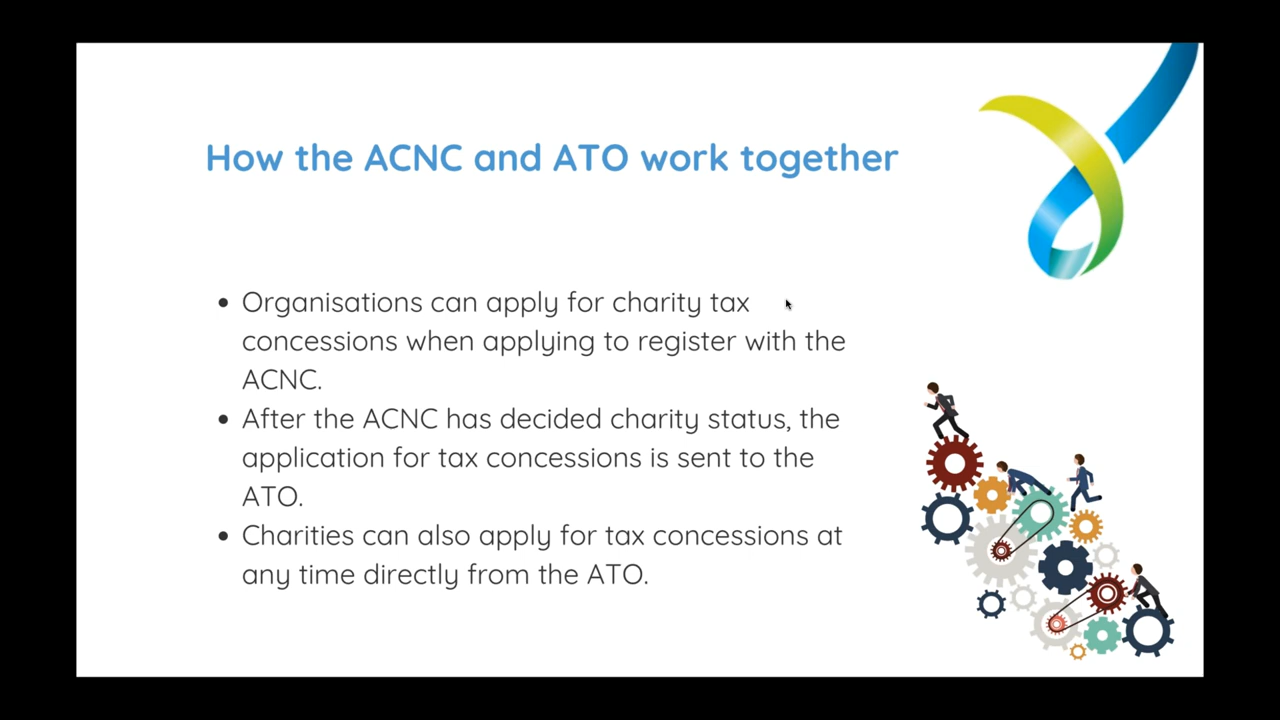 How the ACNC and ATO work together
• Organisations can apply for charity tax
concessions when applying to register with the
ACNC.
• After the ACNC has decided charity status, the
application for tax concessions is sent to the
ATO.
• Charities can also apply for tax concessions at
any time directly from the ATO.